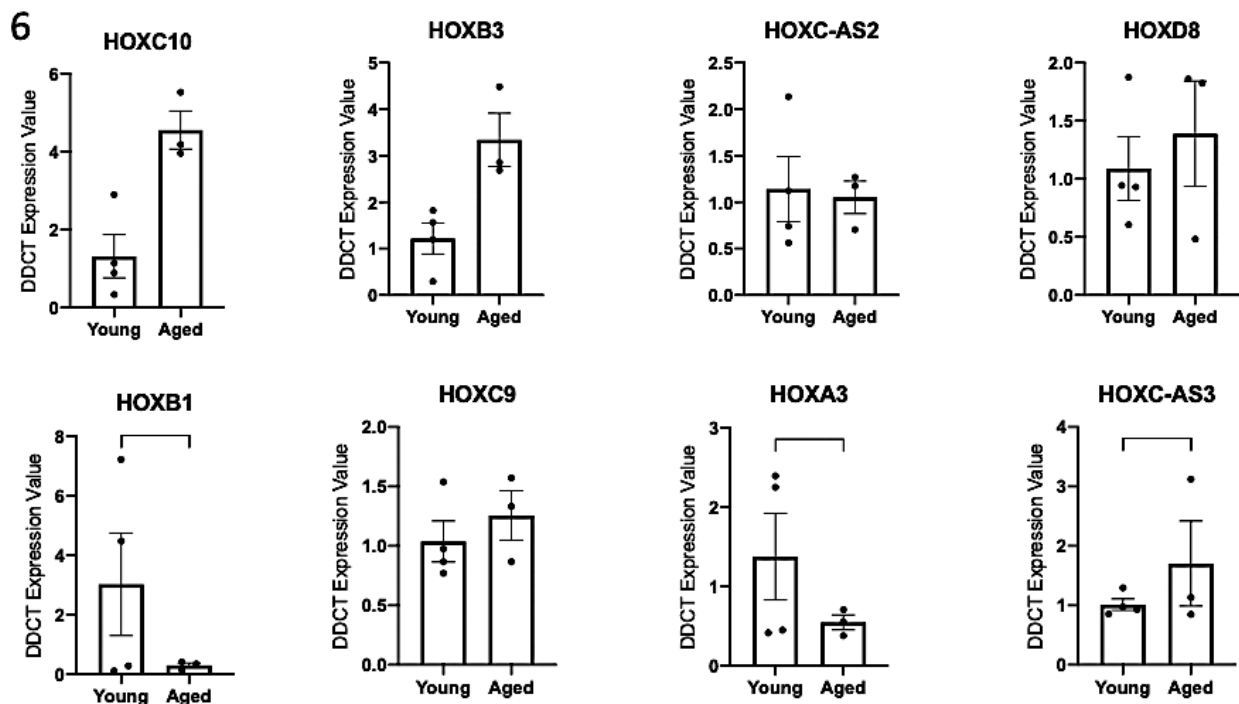 6
HOXC10
DDCT Expression Value
6
4
2
0
Young Aged
HOXB3
DDCT Expression Value
5
4
3
2
1
0
Young Aged
HOXC-AS2
DDCT Expression Value
2.5
2.0
1.5
1.0
0.5
0.0
Young Aged
HOXD8
DDCT Expression Value
2.0
1.5
1.0
0.5
0.0
Young Aged
HOXB1
DDCT Expression Value
8
6
4
2
0
Young Aged
HOXC9
DDCT Expression Value
2.0
1.5
1.0
0.5
0.0
Young Aged
HOXA3
DDCT Expression Value
3
2
1
0
Young Aged
HOXC-AS3
DDCT Expression Value
4
3
2
1
0
Young Aged